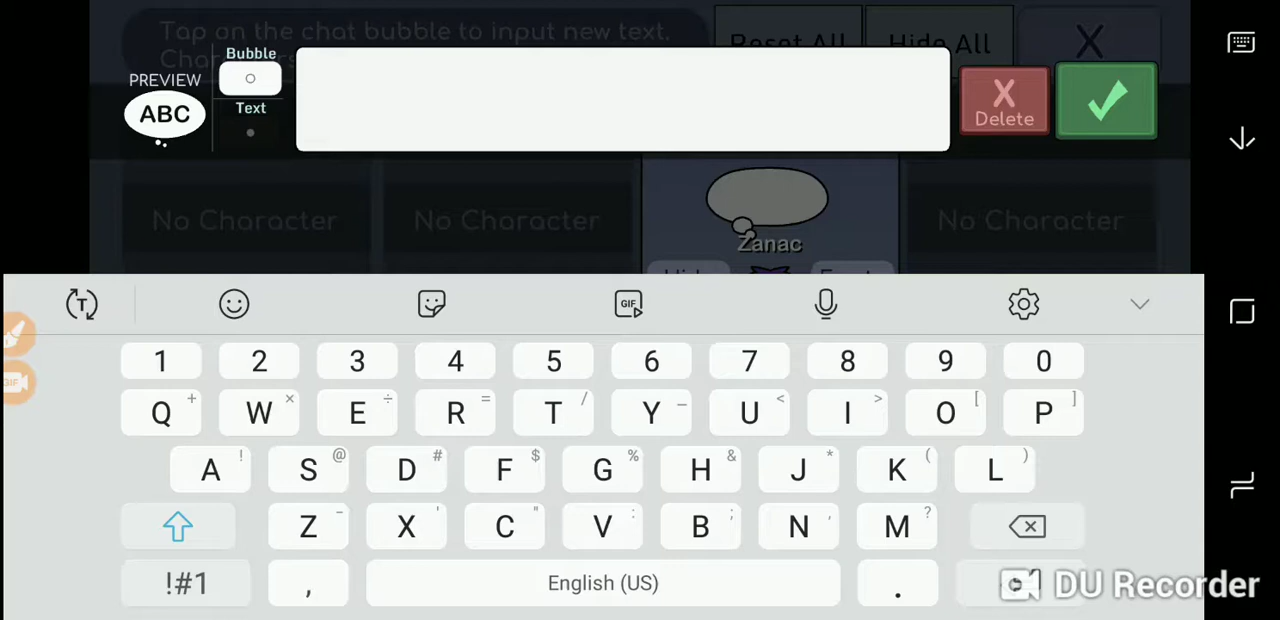 Tap on the chat bubble to input new text.
Reset All
Hide All
X
Bubble
PREVIEW
ABC
Text
X
Delete
No Character
No Character
Zanac
No Character
T
GIF
1 2 3 4 5 6 7 8 9 0
Q + W × E ÷ R = T / Y _ U < I > O [ P ]
A ! S @ D # F $ G % H & J * K ( L )
Z - X ' C " V : B ; N , M ?
!#1 , English (US) .
GIF
DU Recorder